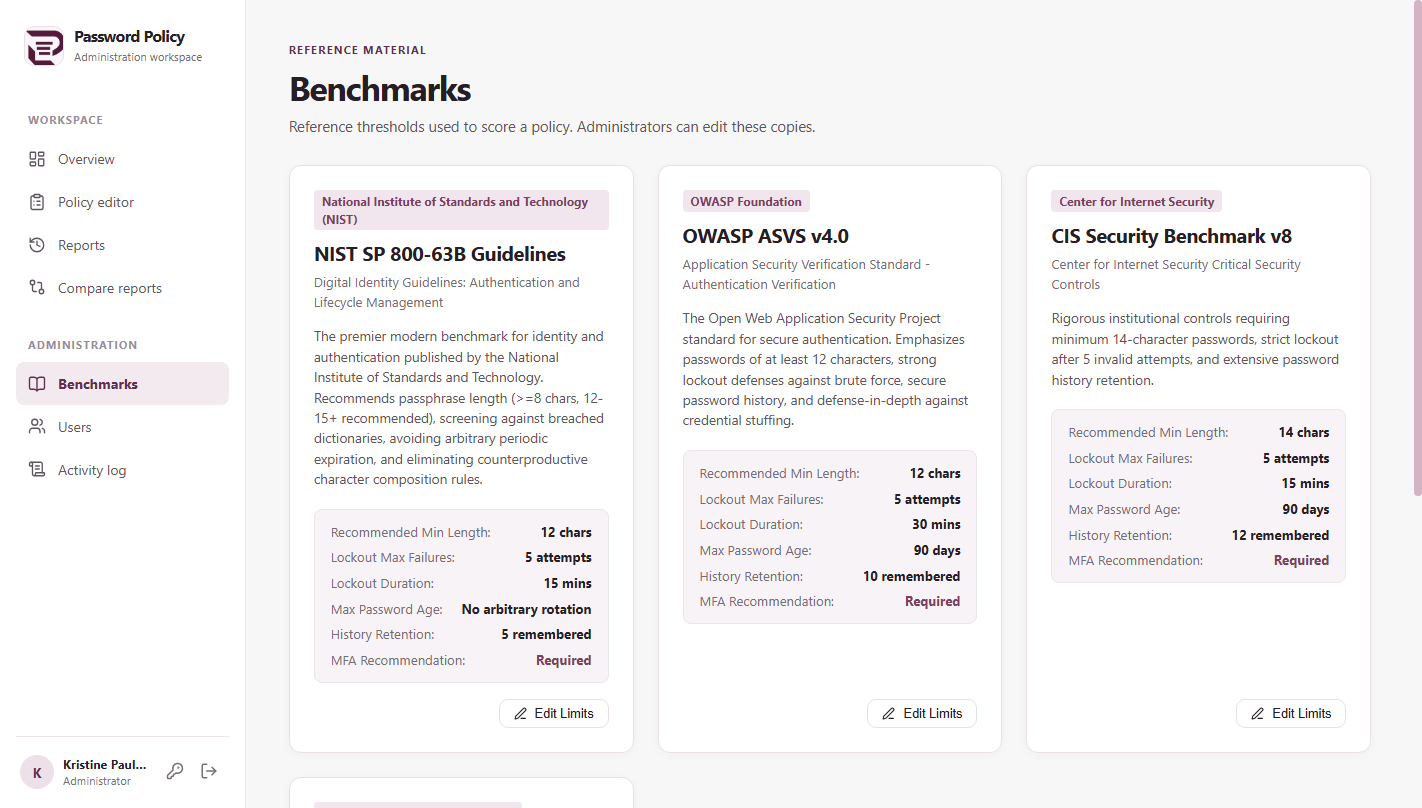 Password Policy
Administration workspace
WORKSPACE
Overview
Policy editor
Reports
Compare reports
ADMINISTRATION
Benchmarks
Users
Activity log
K
Kristine Paul...
Administrator
REFERENCE MATERIAL
Benchmarks
Reference thresholds used to score a policy. Administrators can edit these copies.
National Institute of Standards and Technology
(NIST)
NIST SP 800-63B Guidelines
Digital Identity Guidelines: Authentication and
Lifecycle Management
The premier modern benchmark for identity and
authentication published by the National
Institute of Standards and Technology.
Recommends passphrase length (>=8 chars, 12-
15+ recommended), screening against breached
dictionaries, avoiding arbitrary periodic
expiration, and eliminating counterproductive
character composition rules.
Recommended Min Length: 12 chars
Lockout Max Failures: 5 attempts
Lockout Duration: 15 mins
Max Password Age: No arbitrary rotation
History Retention: 5 remembered
MFA Recommendation: Required
Edit Limits
OWASP Foundation
OWASP ASVS v4.0
Application Security Verification Standard -
Authentication Verification
The Open Web Application Security Project
standard for secure authentication. Emphasizes
passwords of at least 12 characters, strong
lockout defenses against brute force, secure
password history, and defense-in-depth against
credential stuffing.
Recommended Min Length: 12 chars
Lockout Max Failures: 5 attempts
Lockout Duration: 30 mins
Max Password Age: 90 days
History Retention: 10 remembered
MFA Recommendation: Required
Edit Limits
Center for Internet Security
CIS Security Benchmark v8
Center for Internet Security Critical Security
Controls
Rigorous institutional controls requiring
minimum 14-character passwords, strict lockout
after 5 invalid attempts, and extensive password
history retention.
Recommended Min Length: 14 chars
Lockout Max Failures: 5 attempts
Lockout Duration: 15 mins
Max Password Age: 90 days
History Retention: 12 remembered
MFA Recommendation: Required
Edit Limits